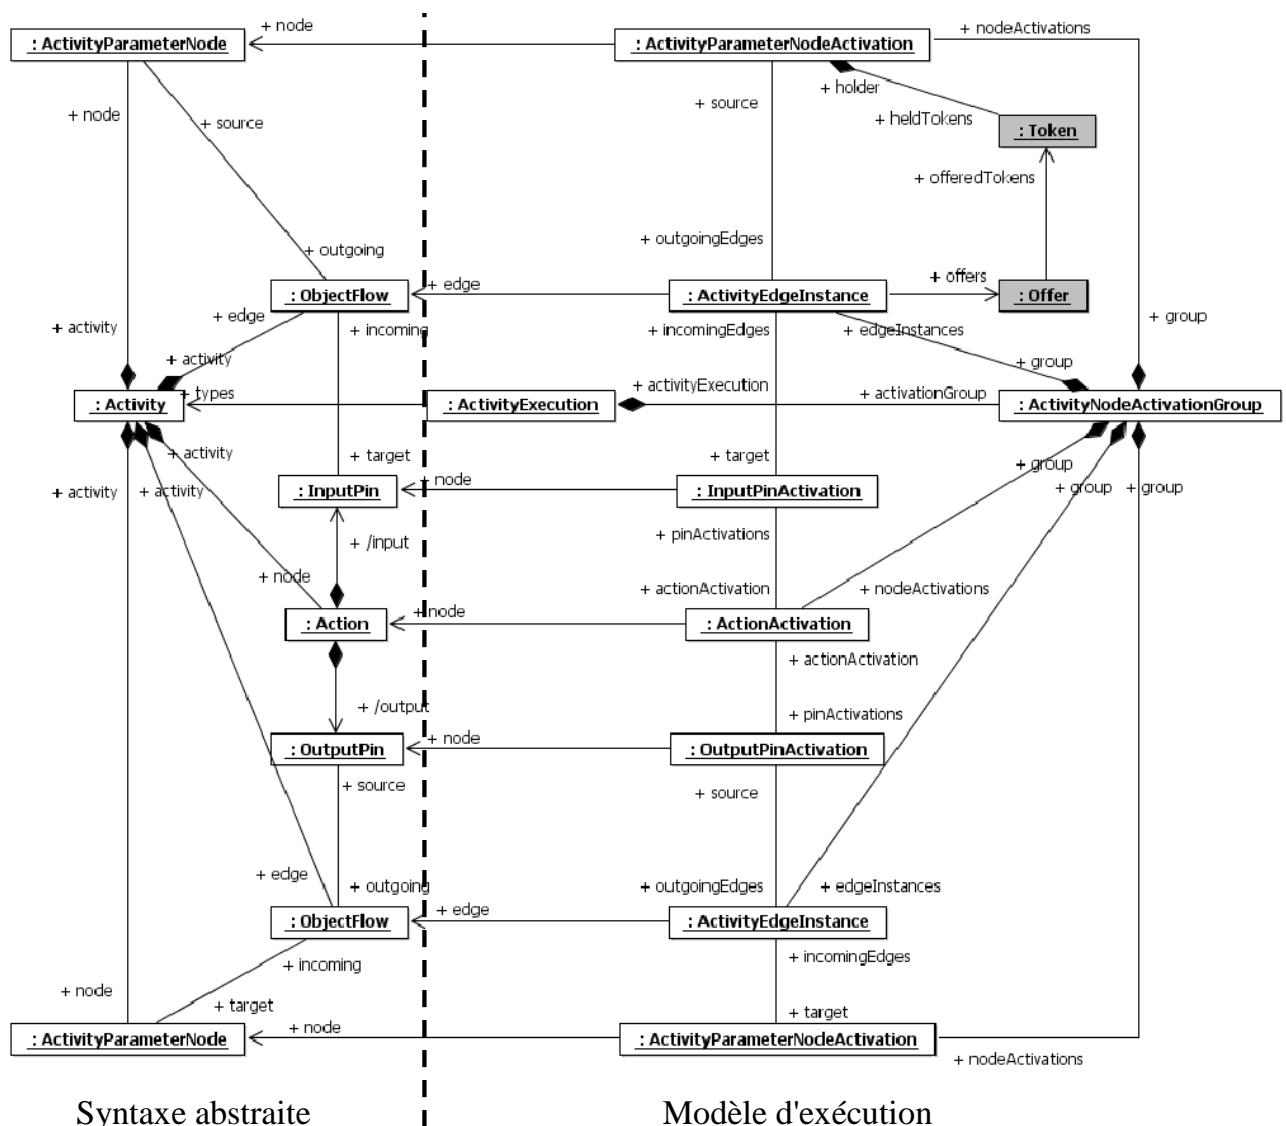 + node
+ nodeActivations
: ActivityParameterNode
: ActivityParameterNodeActivation
+ holder
+ source
+ node
+ source
+ heldTokens
: Token
+ offeredTokens
+ outgoing
+ outgoingEdges
+ edge
+ offers
: ObjectFlow
: ActivityEdgeInstance
: Offer
+ edge
+ activity
+ incoming
+ incomingEdges
+ edgeInstances
+ group
+ activity
+ group
+ types
+ activityExecution
+ activationGroup
: Activity
: ActivityExecution
: ActivityNodeActivationGroup
+ activity
+ target
+ target
+ group
+ activity
+ activity
+ node
+ group
+ group
: InputPin
: InputPinActivation
+ /input
+ pinActivations
+ node
+ actionActivation
+ nodeActivations
+ node
: Action
: ActionActivation
+ actionActivation
+ /output
+ pinActivations
+ node
: OutputPin
: OutputPinActivation
+ source
+ source
+ edge
+ outgoing
+ outgoingEdges
+ edgeInstances
+ edge
: ObjectFlow
: ActivityEdgeInstance
+ incoming
+ incomingEdges
+ node
+ target
+ target
+ node
: ActivityParameterNode
: ActivityParameterNodeActivation
+ nodeActivations
Syntaxe abstraite
Modèle d'exécution